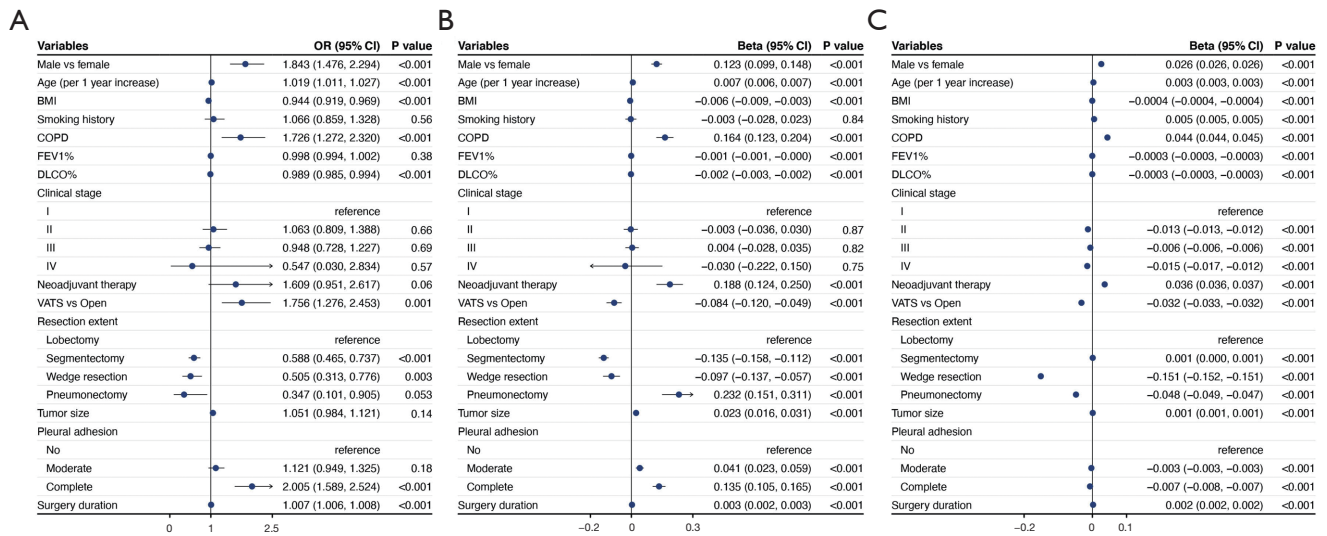 A
Variables OR (95% CI) P value
Male vs female 1.843 (1.476, 2.294) <0.001
Age (per 1 year increase) 1.019 (1.011, 1.027) <0.001
BMI 0.944 (0.919, 0.969) <0.001
Smoking history 1.066 (0.859, 1.328) 0.56
COPD 1.726 (1.272, 2.320) <0.001
FEV1% 0.998 (0.994, 1.002) 0.38
DLCO% 0.989 (0.985, 0.994) <0.001
Clinical stage
I reference
II 1.063 (0.809, 1.388) 0.66
III 0.948 (0.728, 1.227) 0.69
IV 0.547 (0.030, 2.834) 0.57
Neoadjuvant therapy 1.609 (0.951, 2.617) 0.06
VATS vs Open 1.756 (1.276, 2.453) 0.001
Resection extent
Lobectomy reference
Segmentectomy 0.588 (0.465, 0.737) <0.001
Wedge resection 0.505 (0.313, 0.776) 0.003
Pneumonectomy 0.347 (0.101, 0.905) 0.053
Tumor size 1.051 (0.984, 1.121) 0.14
Pleural adhesion
No reference
Moderate 1.121 (0.949, 1.325) 0.18
Complete 2.005 (1.589, 2.524) <0.001
Surgery duration 1.007 (1.006, 1.008) <0.001
0 1 2.5
B
Variables Beta (95% CI) P value
Male vs female 0.123 (0.099, 0.148) <0.001
Age (per 1 year increase) 0.007 (0.006, 0.007) <0.001
BMI −0.006 (−0.009, −0.003) <0.001
Smoking history −0.003 (−0.028, 0.023) 0.84
COPD 0.164 (0.123, 0.204) <0.001
FEV1% −0.001 (−0.001, −0.000) <0.001
DLCO% −0.002 (−0.003, −0.002) <0.001
Clinical stage
I reference
II −0.003 (−0.036, 0.030) 0.87
III 0.004 (−0.028, 0.035) 0.82
IV −0.030 (−0.222, 0.150) 0.75
Neoadjuvant therapy 0.188 (0.124, 0.250) <0.001
VATS vs Open −0.084 (−0.120, −0.049) <0.001
Resection extent
Lobectomy reference
Segmentectomy −0.135 (−0.158, −0.112) <0.001
Wedge resection −0.097 (−0.137, −0.057) <0.001
Pneumonectomy 0.232 (0.151, 0.311) <0.001
Tumor size 0.023 (0.016, 0.031) <0.001
Pleural adhesion
No reference
Moderate 0.041 (0.023, 0.059) <0.001
Complete 0.135 (0.105, 0.165) <0.001
Surgery duration 0.003 (0.002, 0.003) <0.001
−0.2 0 0.3
C
Variables Beta (95% CI) P value
Male vs female 0.026 (0.026, 0.026) <0.001
Age (per 1 year increase) 0.003 (0.003, 0.003) <0.001
BMI −0.0004 (−0.0004, −0.0004) <0.001
Smoking history 0.005 (0.005, 0.005) <0.001
COPD 0.044 (0.044, 0.045) <0.001
FEV1% −0.0003 (−0.0003, −0.0003) <0.001
DLCO% −0.0003 (−0.0003, −0.0003) <0.001
Clinical stage
I reference
II −0.013 (−0.013, −0.012) <0.001
III −0.006 (−0.006, −0.006) <0.001
IV −0.015 (−0.017, −0.012) <0.001
Neoadjuvant therapy 0.036 (0.036, 0.037) <0.001
VATS vs Open −0.032 (−0.033, −0.032) <0.001
Resection extent
Lobectomy reference
Segmentectomy 0.001 (0.000, 0.001) <0.001
Wedge resection −0.151 (−0.152, −0.151) <0.001
Pneumonectomy −0.048 (−0.049, −0.047) <0.001
Tumor size 0.001 (0.001, 0.001) <0.001
Pleural adhesion
No reference
Moderate −0.003 (−0.003, −0.003) <0.001
Complete −0.007 (−0.008, −0.007) <0.001
Surgery duration 0.002 (0.002, 0.002) <0.001
−0.2 0 0.1